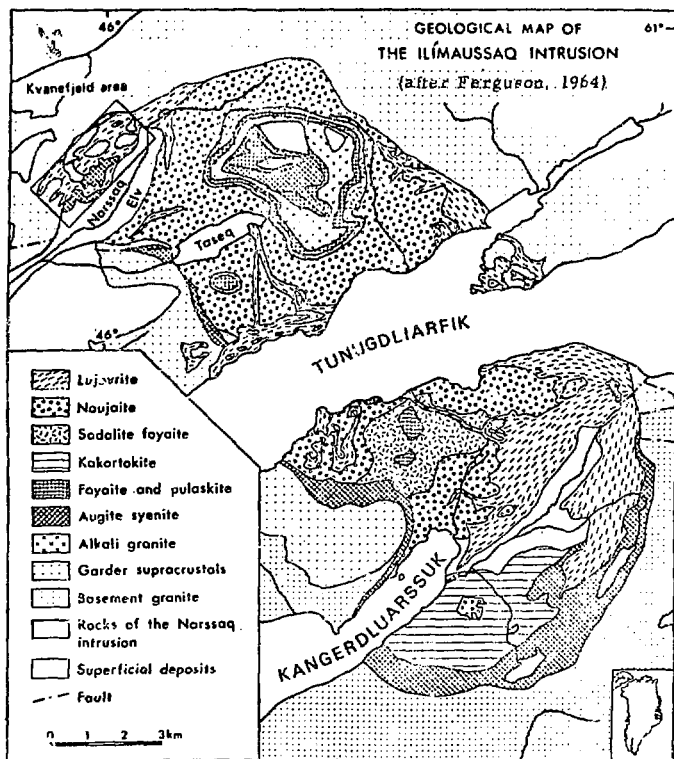 46°
GEOLOGICAL MAP OF
61°
THE ILÍMAUSSAQ INTRUSION
(after Ferguson, 1964)
Kvanefjeld area
Narssaq
Elv
Taseq
46°
TUNUGDLIARFIK
Lujavrite
Naujaite
Sodalite foyaite
Kakortokite
Foyaite and pulaskite
Augite syenite
Alkali granite
Garder supracrustals
Basement granite
Rocks of the Narssaq
intrusion
Superficial deposits
Fault
KANGERDLUARSSUK
0 1 2 3km